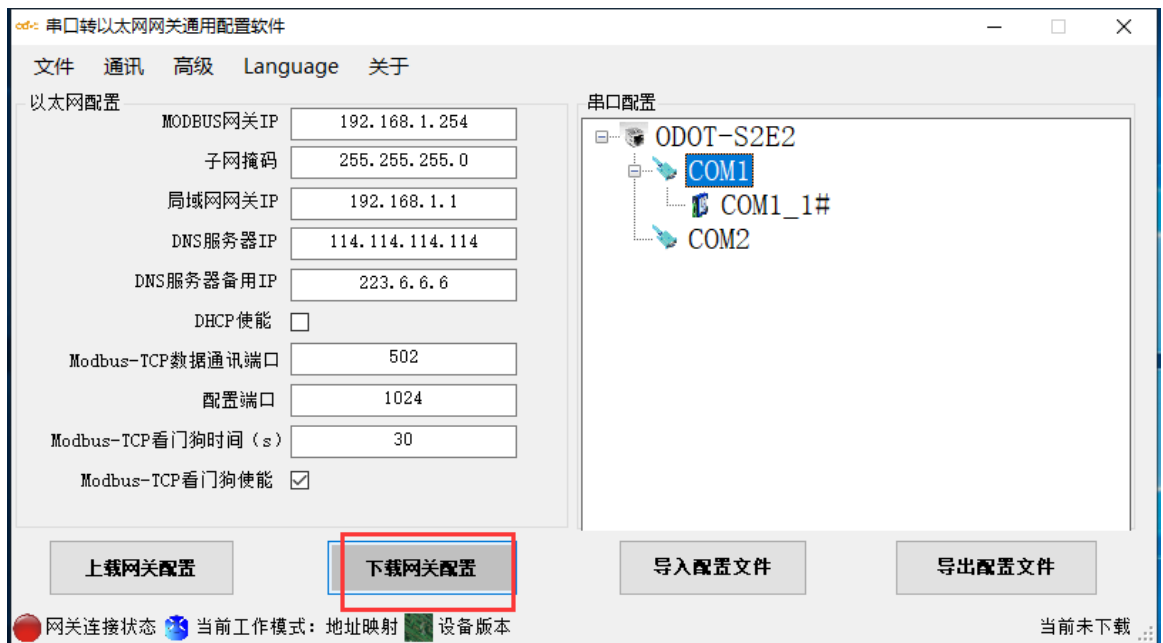 串口转以太网网关通用配置软件
文件 通讯 高级 Language 关于
以太网配置
MODBUS网关IP 192.168.1.254
子网掩码 255.255.255.0
局域网网关IP 192.168.1.1
DNS服务器IP 114.114.114.114
DNS服务器备用IP 223.6.6.6
DHCP使能
Modbus-TCP数据通讯端口 502
配置端口 1024
Modbus-TCP看门狗时间（s） 30
Modbus-TCP看门狗使能
串口配置
ODOT-S2E2
COM1
COM1_1#
COM2
上载网关配置 下载网关配置 导入配置文件 导出配置文件
网关连接状态 当前工作模式：地址映射 设备版本 当前未下载